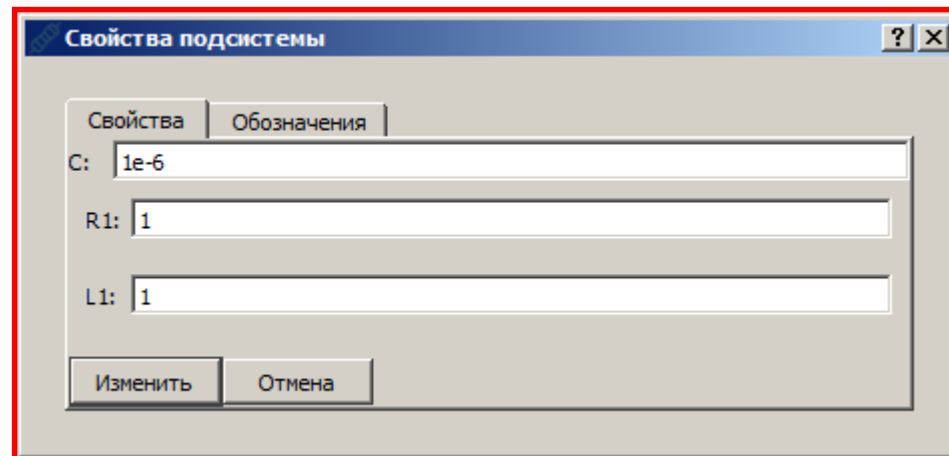 Свойства подсистемы
Свойства Обозначения
C: 1e-6
R1: 1
L1: 1
Изменить Отмена